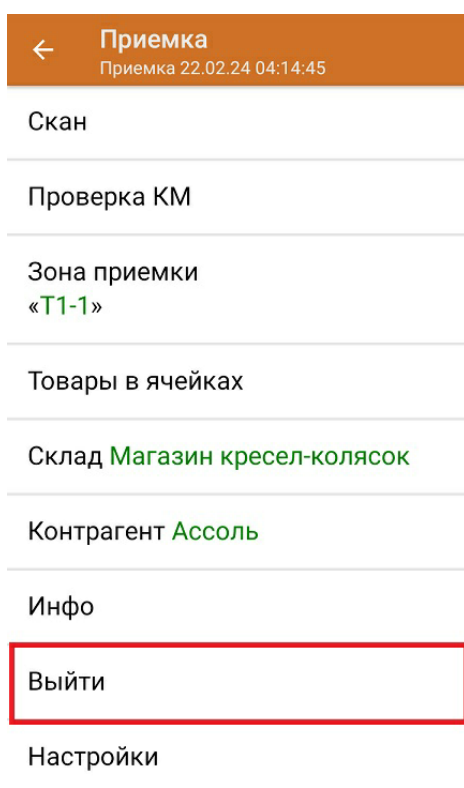 Приемка
Приемка 22.02.24 04:14:45
Скан
Проверка КМ
Зона приемки
«Т1-1»
Товары в ячейках
Склад Магазин кресел-колясок
Контрагент Ассоль
Инфо
Выйти
Настройки